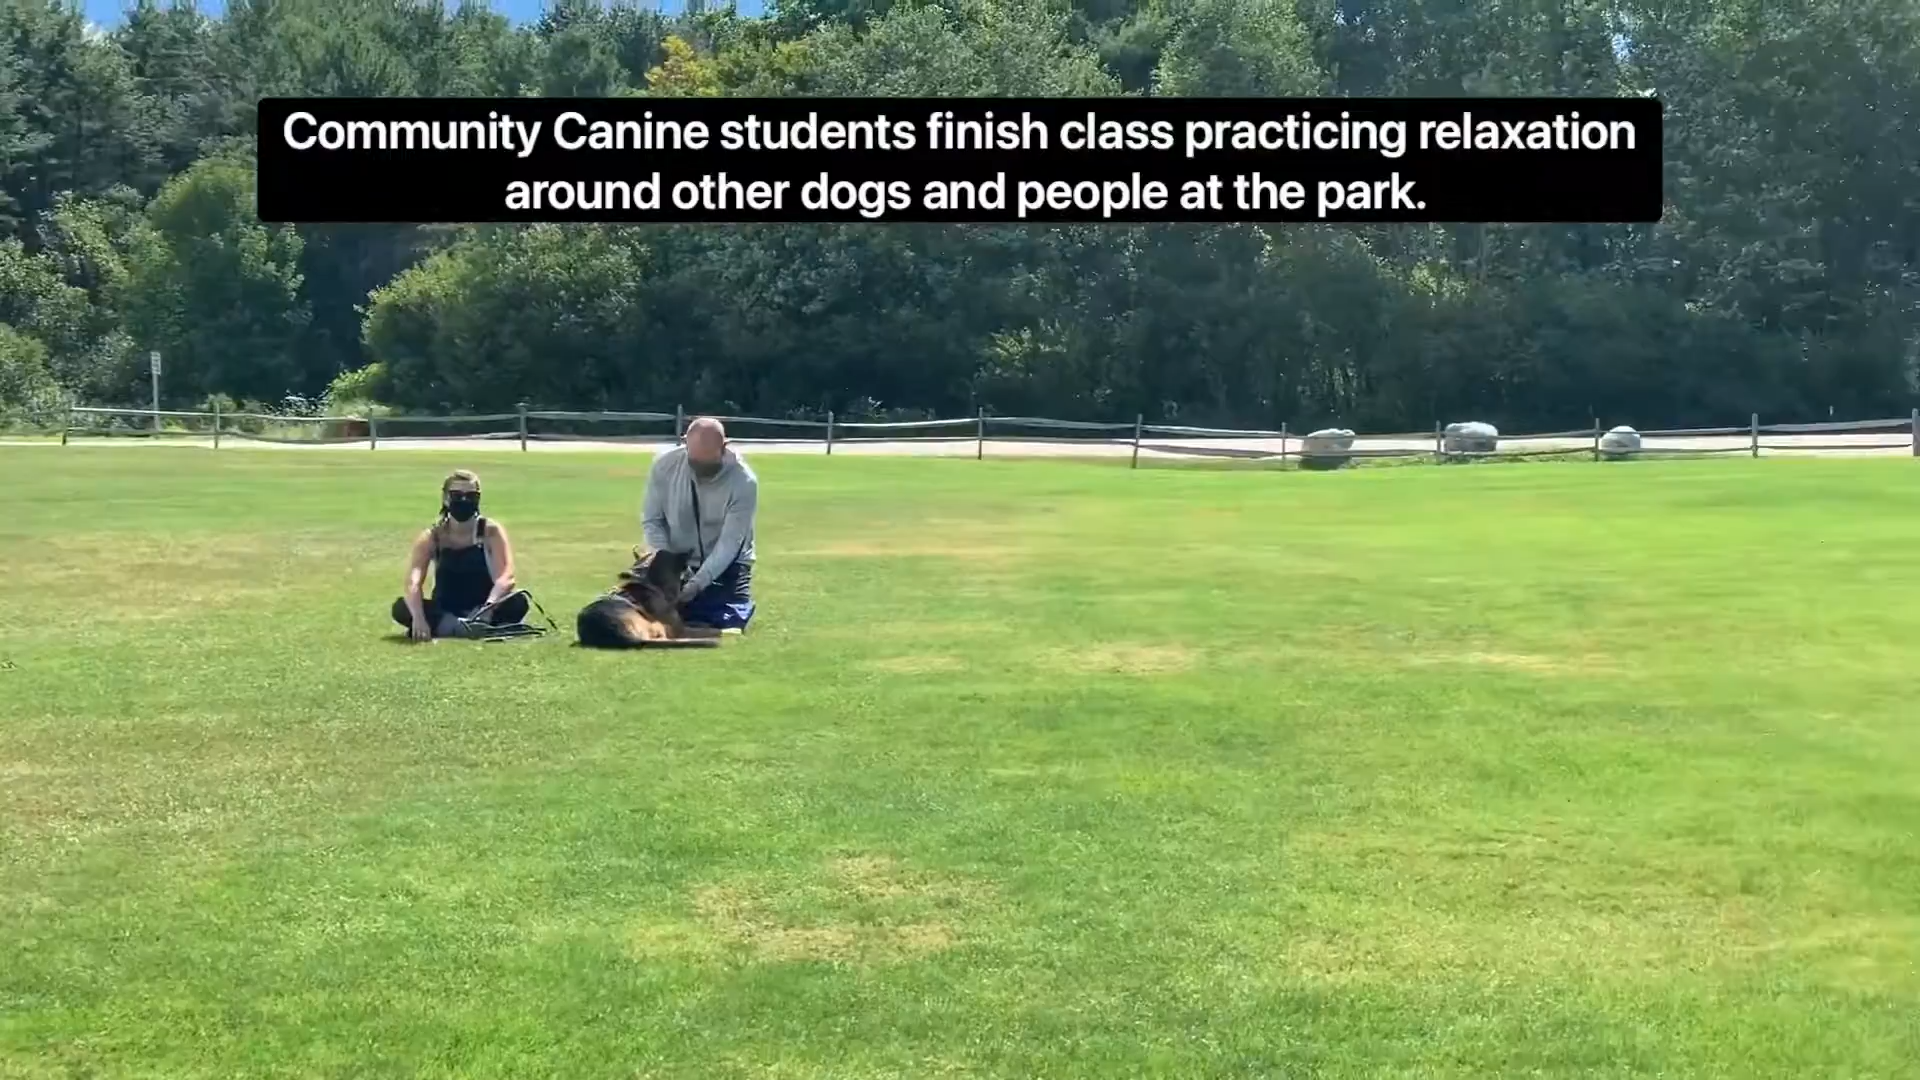 Community Canine students finish class practicing relaxation
around other dogs and people at the park.